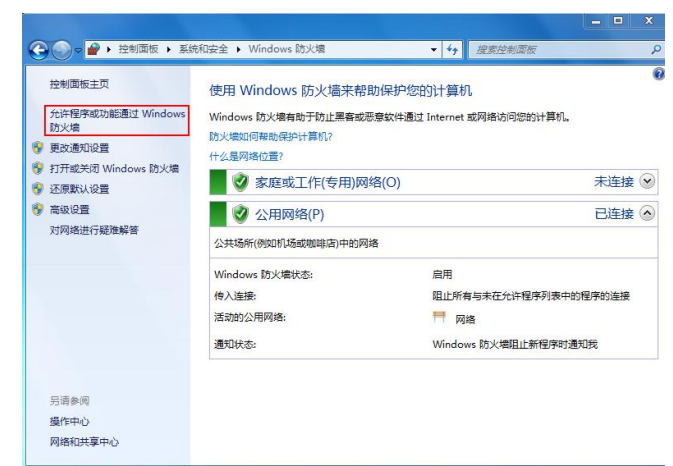 控制面板 ▸ 系统和安全 ▸ Windows 防火墙
搜索控制面板
控制面板主页
允许程序或功能通过 Windows
防火墙
更改通知设置
打开或关闭 Windows 防火墙
还原默认设置
高级设置
对网络进行疑难解答
另请参阅
操作中心
网络和共享中心
使用 Windows 防火墙来帮助保护您的计算机
Windows 防火墙有助于防止黑客或恶意软件通过 Internet 或网络访问您的计算机。
防火墙如何帮助保护计算机?
什么是网络位置?
家庭或工作(专用)网络(O) 未连接
公用网络(P) 已连接
公共场所(例如机场或咖啡店)中的网络
Windows 防火墙状态: 启用
传入连接: 阻止所有与未在允许程序列表中的程序的连接
活动的公用网络: 网络
通知状态: Windows 防火墙阻止新程序时通知我